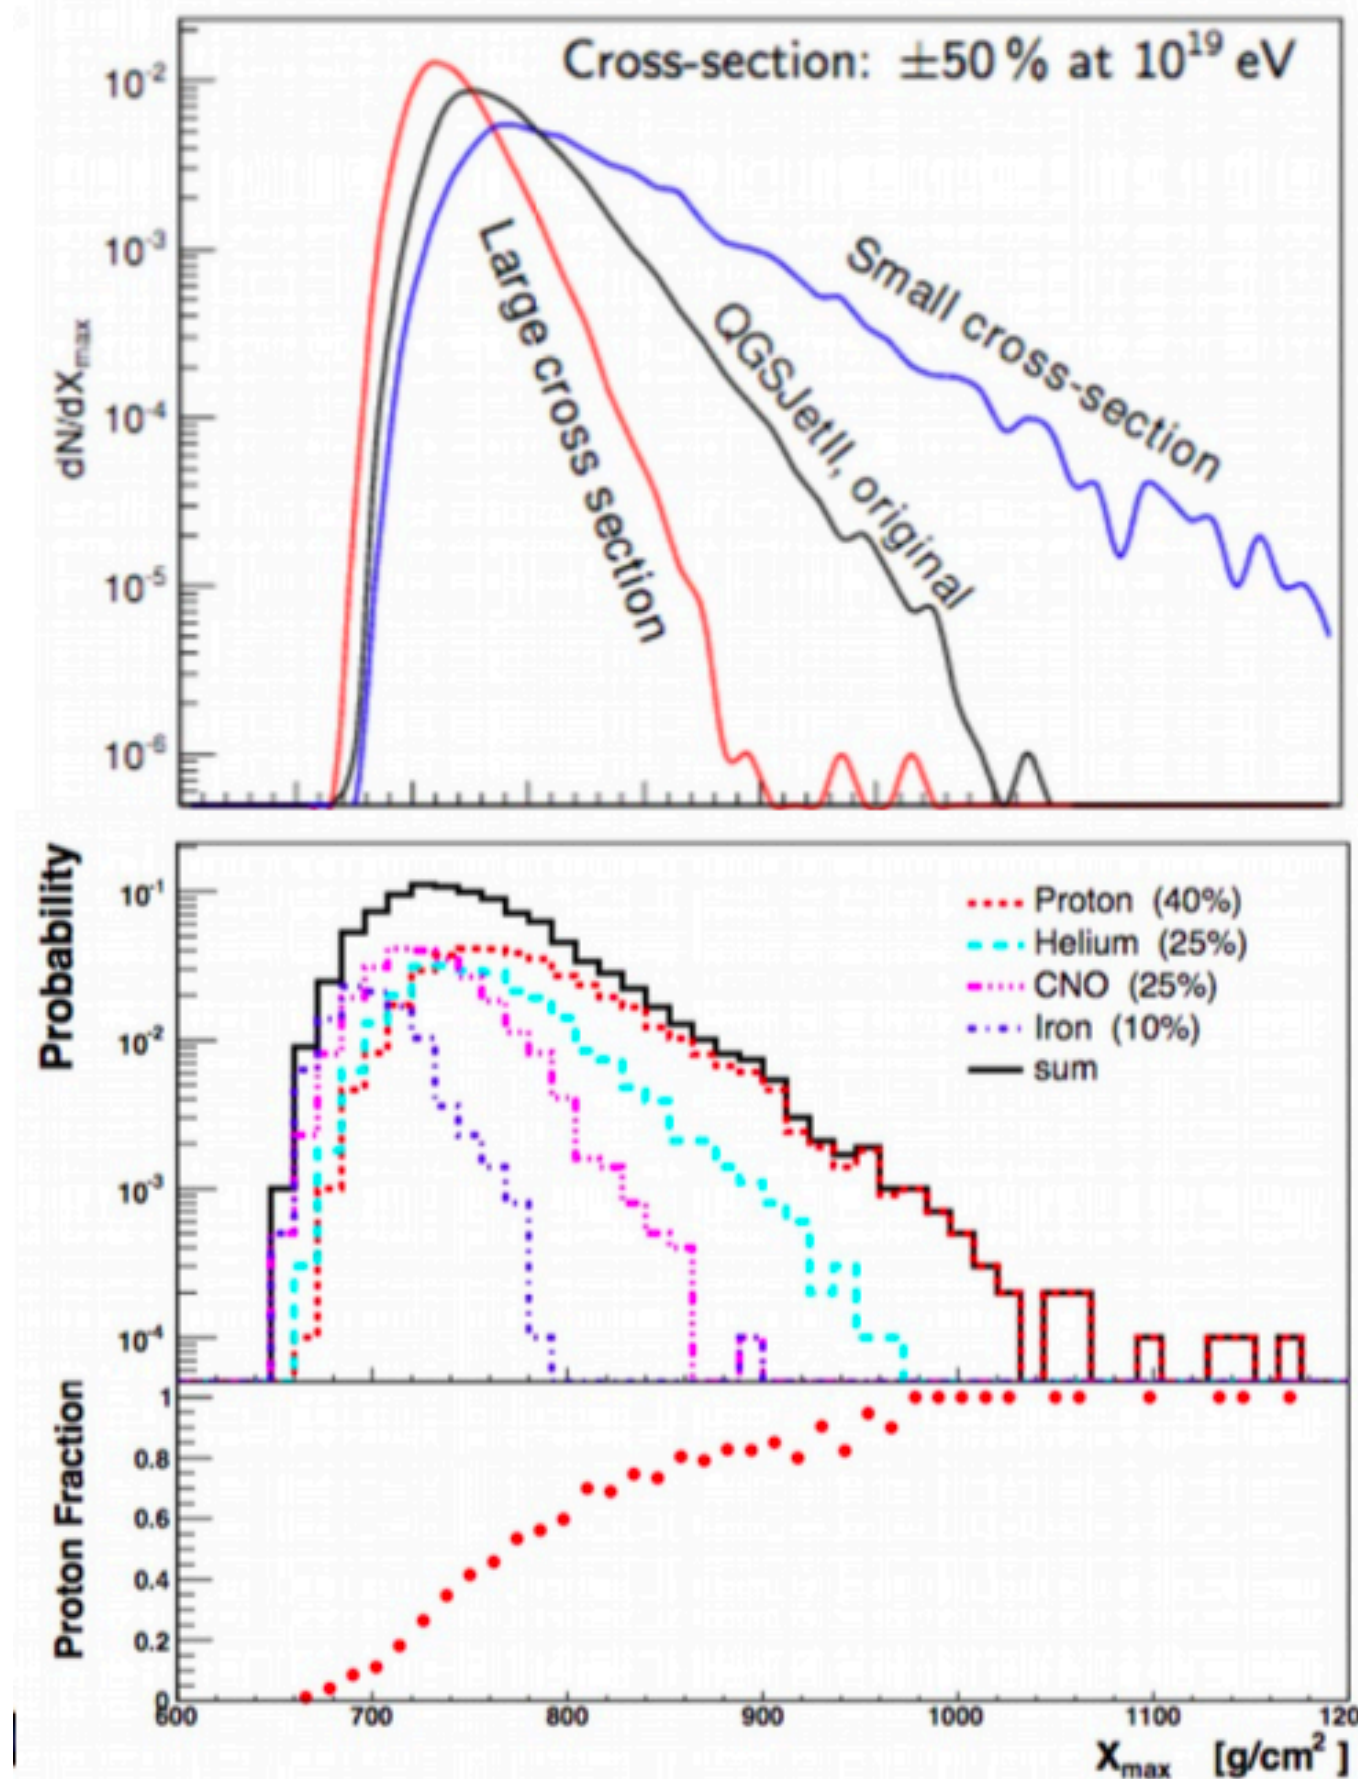 Cross-section: ±50 % at 10¹⁹ eV
10⁻²
10⁻³
10⁻⁴
10⁻⁵
10⁻⁶
dN/dXₘₐₓ
Large cross section
QGSJetII, original
Small cross-section
Probability
10⁻¹
10⁻²
10⁻³
10⁻⁴
Proton (40%)
Helium (25%)
CNO (25%)
Iron (10%)
sum
Proton Fraction
1
0.8
0.6
0.4
0.2
0
600 700 800 900 1000 1100 120
Xₘₐₓ [g/cm² ]